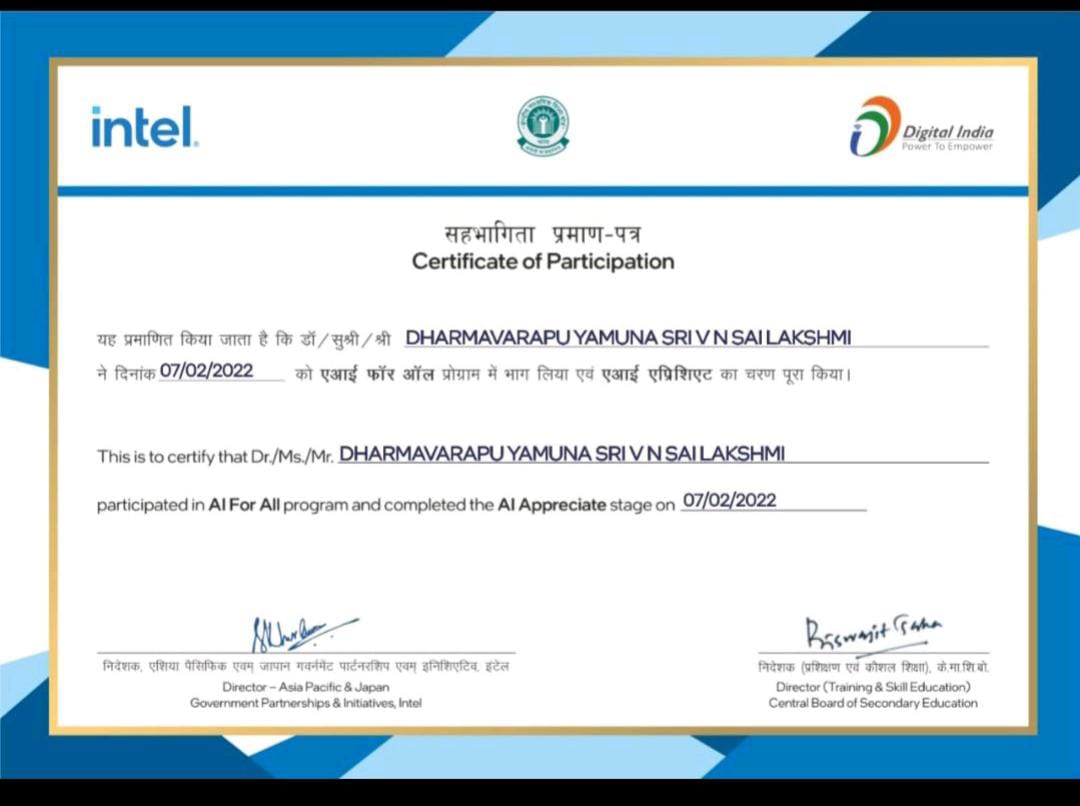 intel.
Digital India
Power To Empower
सहभागिता प्रमाण-पत्र
Certificate of Participation
यह प्रमाणित किया जाता है कि डॉ/सुश्री/श्री DHARMAVARAPU YAMUNA SRI V N SAI LAKSHMI
ने दिनांक 07/02/2022 को एआई फॉर ऑल प्रोग्राम में भाग लिया एवं एआई एप्रिशिएट का चरण पूरा किया।
This is to certify that Dr./Ms./Mr. DHARMAVARAPU YAMUNA SRI V N SAI LAKSHMI
participated in AI For All program and completed the AI Appreciate stage on 07/02/2022
Biswajit Saha
निदेशक, एशिया पैसिफिक एवम् जापान गवर्नमेंट पार्टनरशिप एवम् इनिशिएटिव, इंटेल
Director – Asia Pacific & Japan
Government Partnerships & Initiatives, Intel
निदेशक (प्रशिक्षण एवं कौशल शिक्षा), के.मा.शि.बो.
Director (Training & Skill Education)
Central Board of Secondary Education